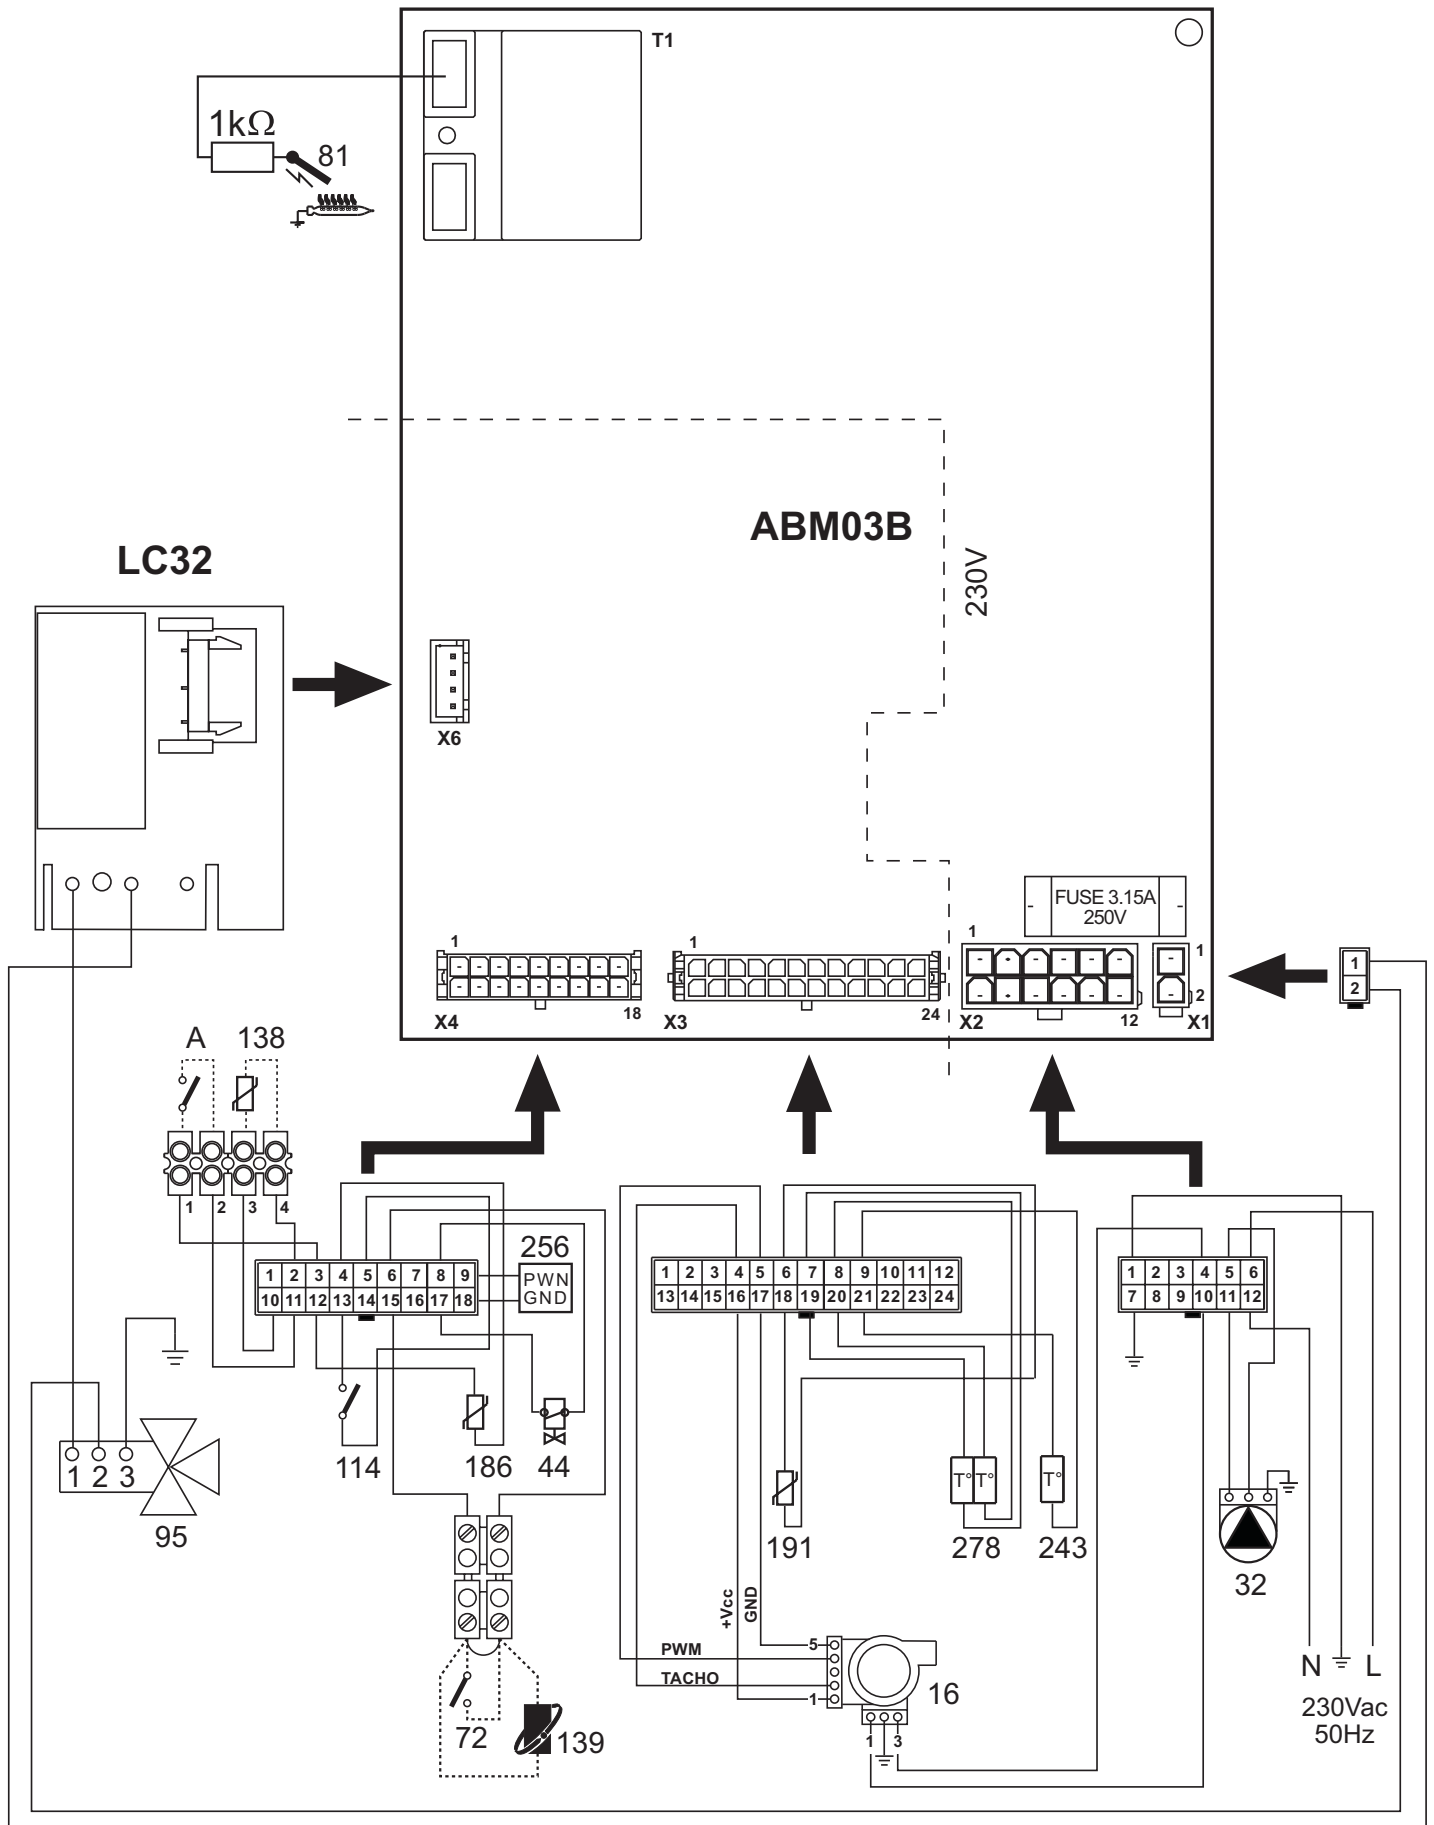 T1
1kΩ
81
ABM03B
230V
LC32
X6
FUSE 3.15A
250V
1
1
1
1
2
18
24
12
X4
X3
X2
X1
1
2
A
138
1
2
3
4
256
PWN
GND
1 2 3 4 5 6 7 8 9
10 11 12 13 14 15 16 17 18
1 2 3 4 5 6 7 8 9 10 11 12
13 14 15 16 17 18 19 20 21 22 23 24
1 2 3 4 5 6
7 8 9 10 11 12
1 2 3
95
114
186
44
T° T°
T°
191
278
243
32
+Vcc
GND
PWM
TACHO
5
1
16
1
3
72
139
N
L
230Vac
50Hz